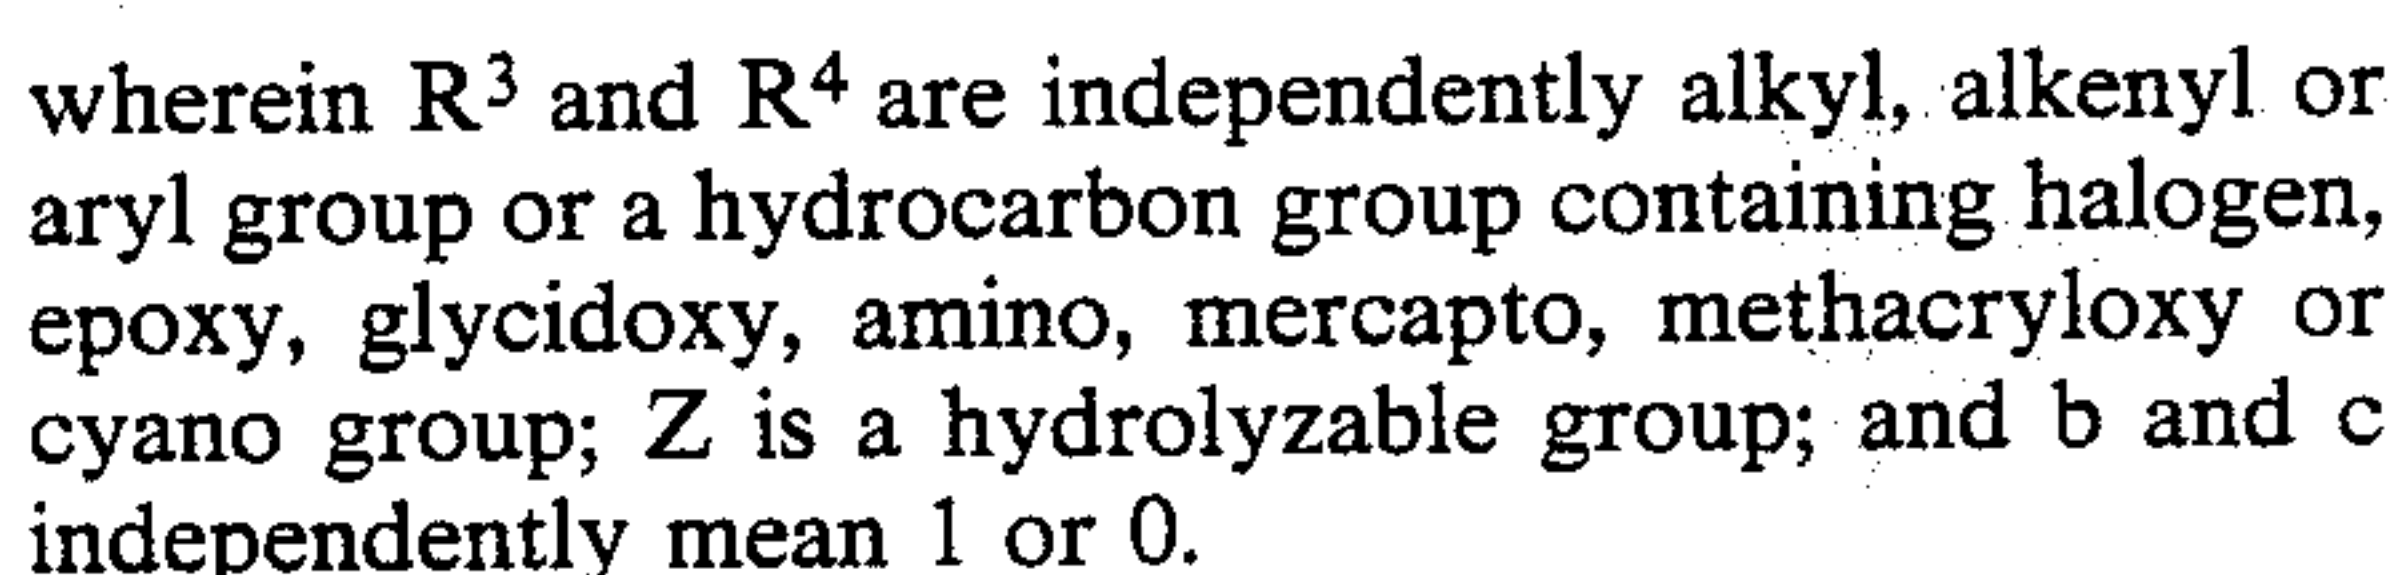 wherein R³ and R⁴ are independently alkyl, alkenyl or
aryl group or a hydrocarbon group containing halogen,
epoxy, glycidoxy, amino, mercapto, methacryloxy or
cyano group; Z is a hydrolyzable group; and b and c
independently mean 1 or 0.